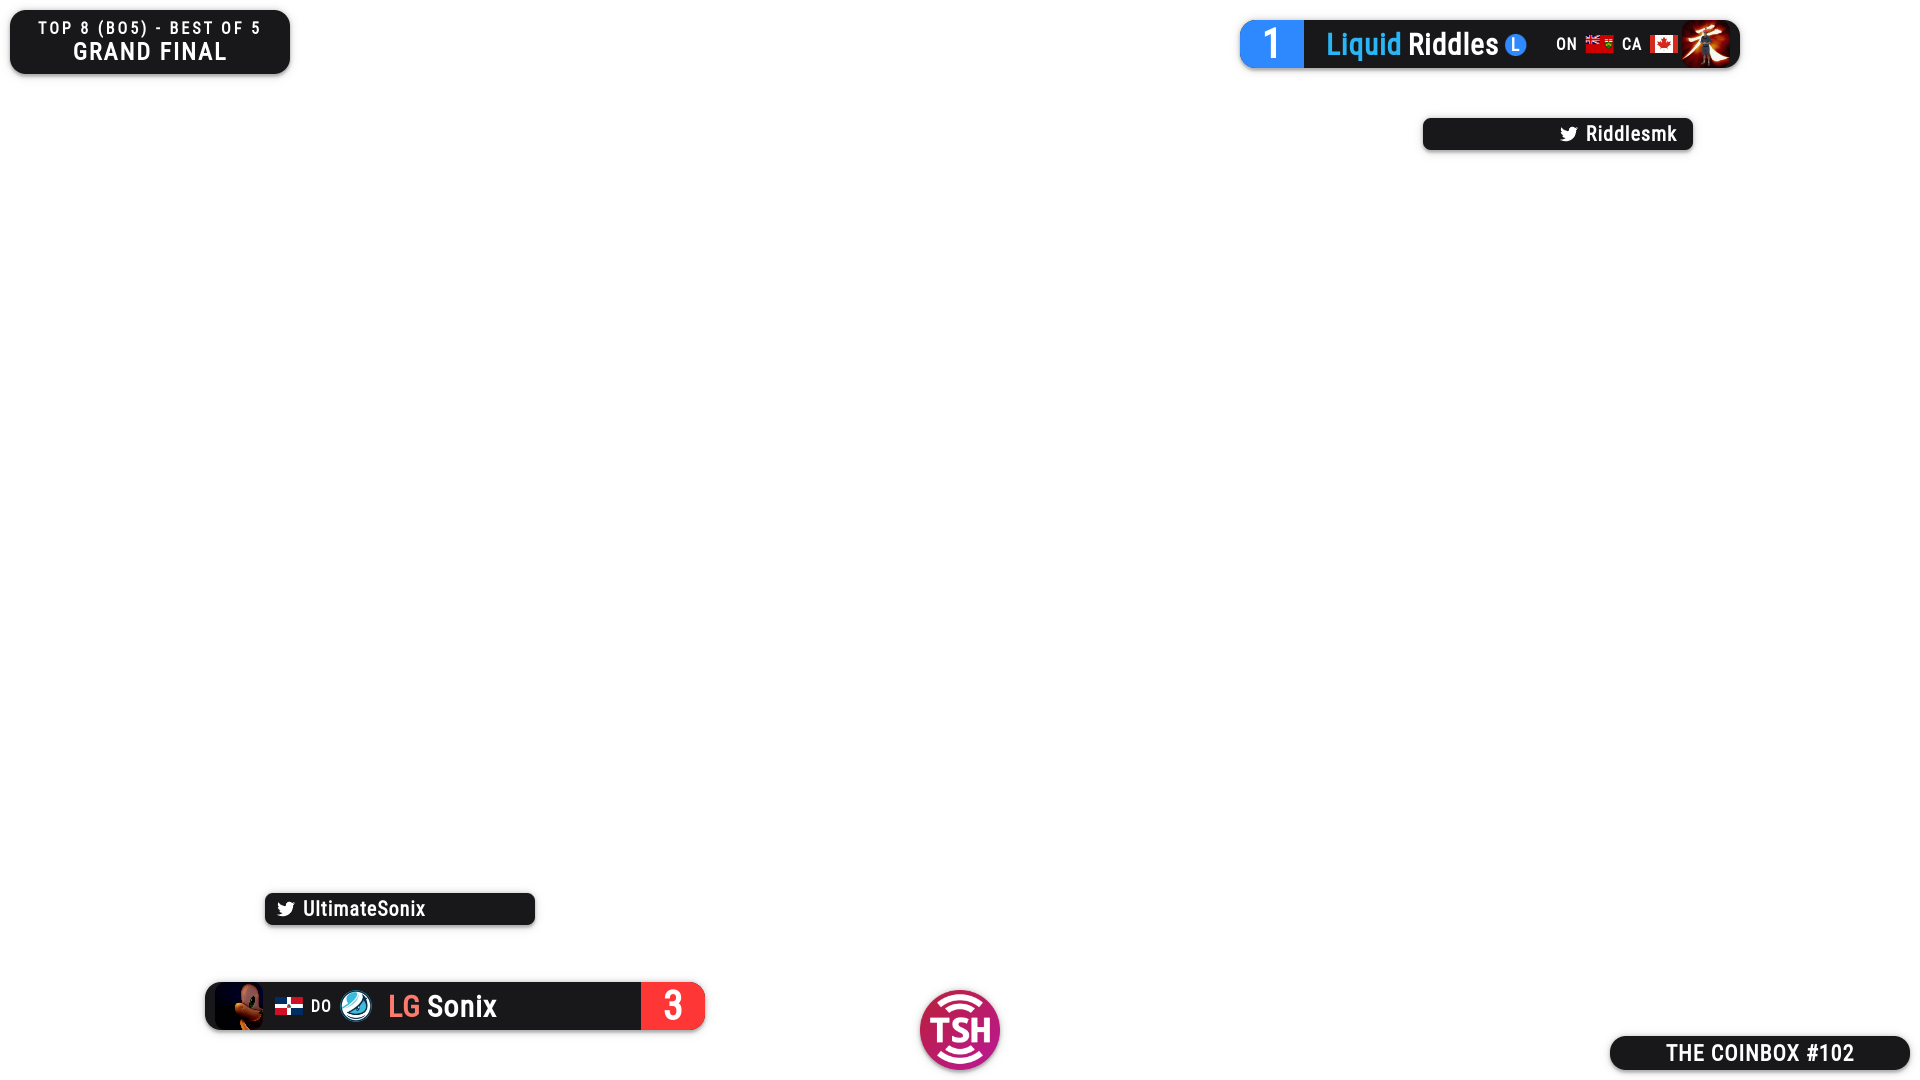 TOP 8 (BO5) - BEST OF 5
GRAND FINAL
1 Liquid Riddles L ON CA
Riddlesmk
UltimateSonix
DO LG Sonix 3
TSH
THE COINBOX #102